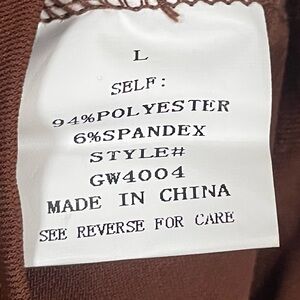 L
SELF:
94%POLYESTER
6%SPANDEX
STYLE#
GW4004
MADE IN CHINA
SEE REVERSE FOR CARE